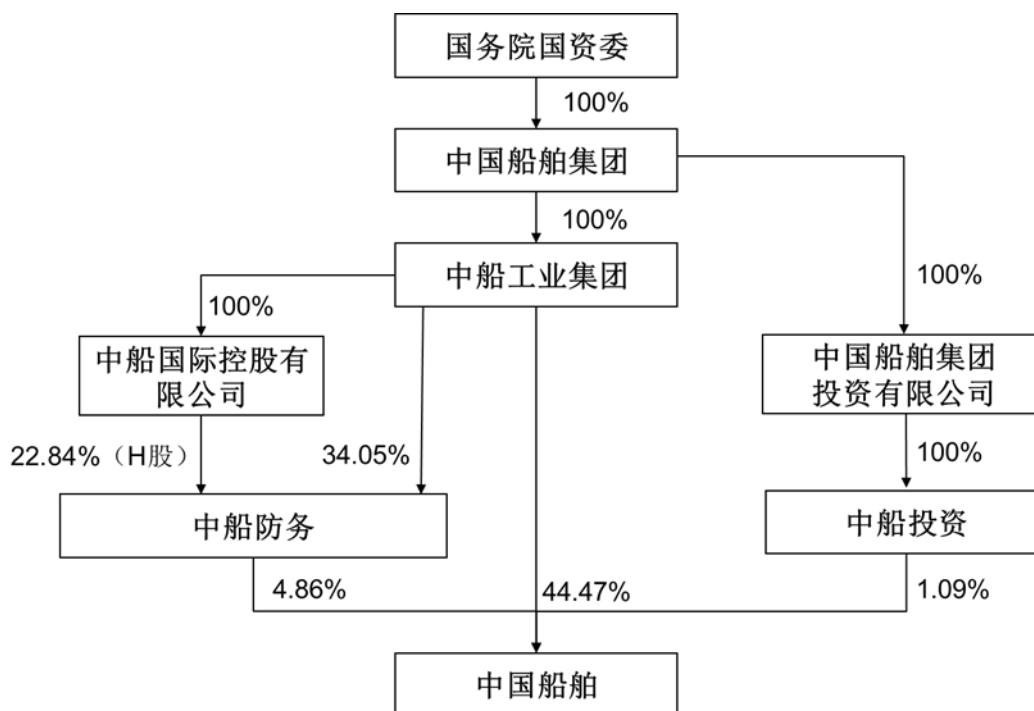 国务院国资委
100%
中国船舶集团
100%
中船工业集团
100%
100%
中船国际控股有
限公司
中国船舶集团
投资有限公司
22.84%（H股）
34.05%
100%
中船防务
中船投资
4.86%
44.47%
1.09%
中国船舶